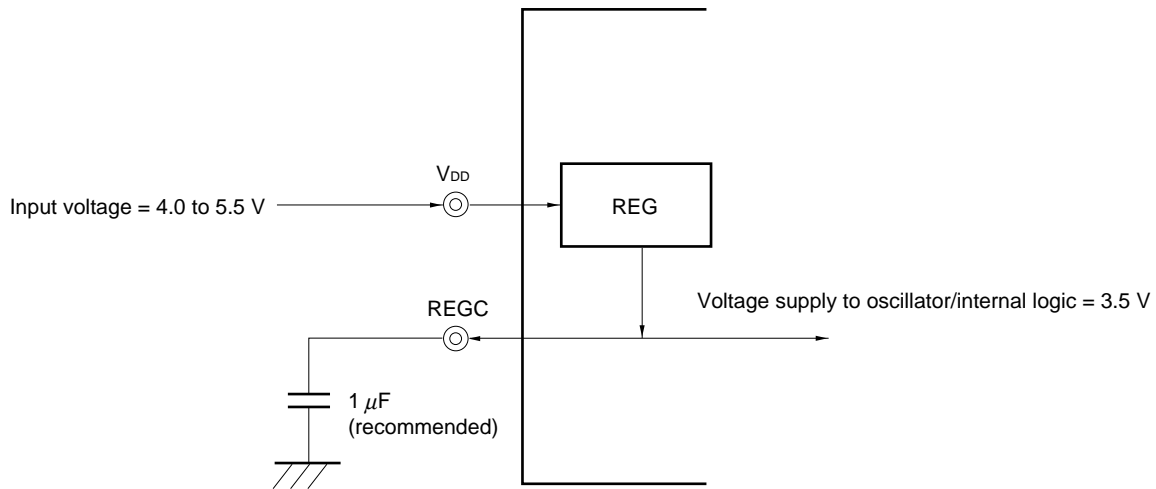 VDD
Input voltage = 4.0 to 5.5 V
REG
Voltage supply to oscillator/internal logic = 3.5 V
REGC
1 μF
(recommended)